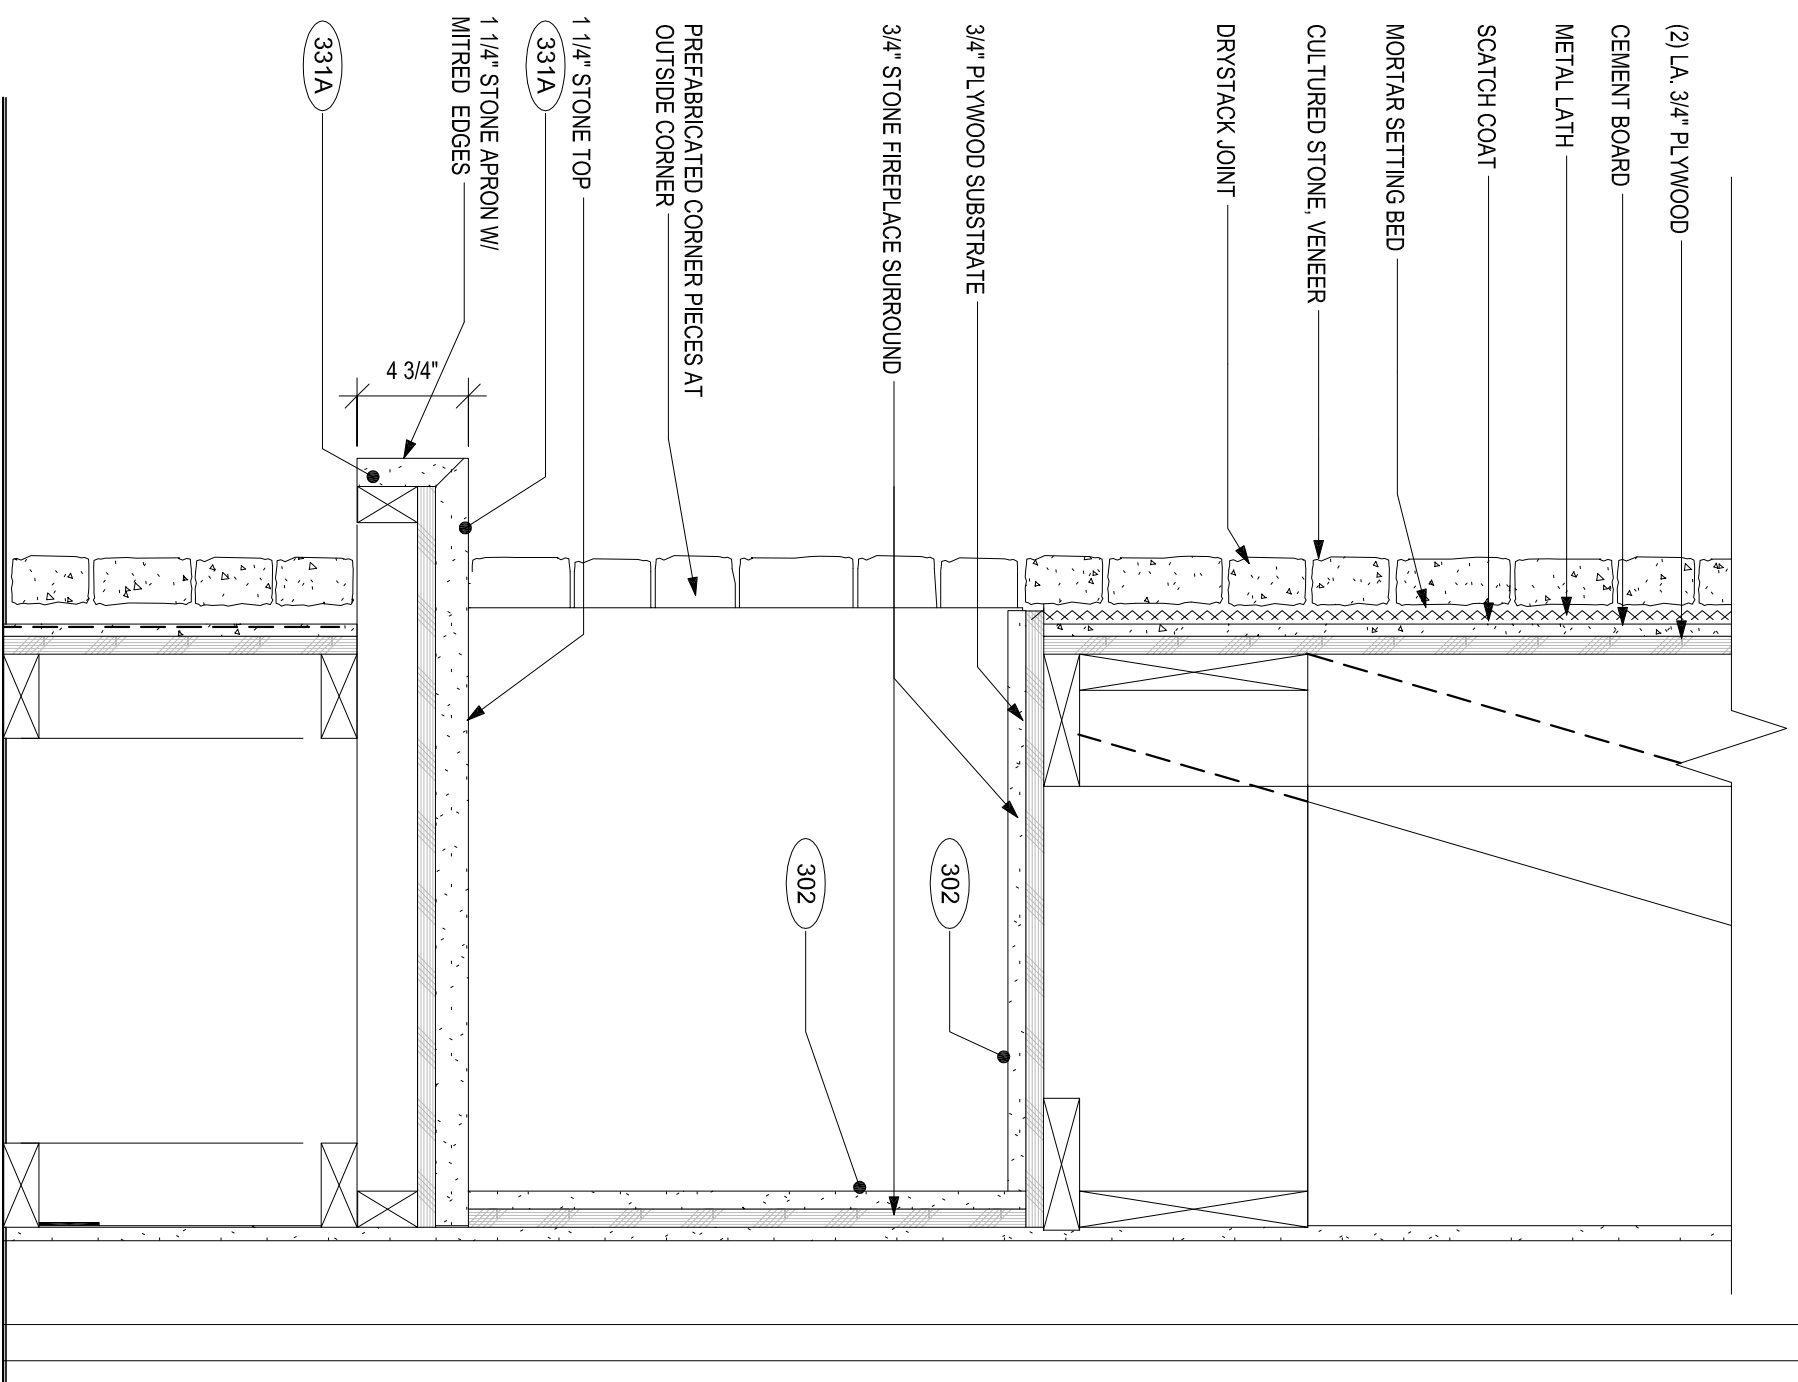 (2) LA. 3/4" PLYWOOD
CEMENT BOARD
METAL LATH
SCATCH COAT
MORTAR SETTING BED
CULTURED STONE, VENEER
DRYSTACK JOINT
3/4" PLYWOOD SUBSTRATE
3/4" STONE FIREPLACE SURROUND
PREFABRICATED CORNER PIECES AT
OUTSIDE CORNER
1 1/4" STONE TOP
331A
1 1/4" STONE APRON W/
MITRED EDGES
331A
4 3/4"
302
302